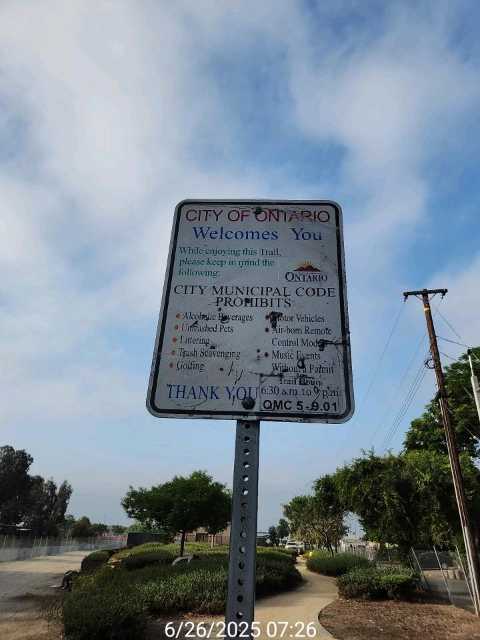 CITY OF ONTARIO
Welcomes You
While enjoying this Trail,
please keep in mind the
following:
ONTARIO
CITY MUNICIPAL CODE
PROHIBITS
Alcoholic Beverages
Unleashed Pets
Littering
Trash Scavenging
Golfing
Motor Vehicles
Air-born Remote
Control Models
Music Events
Without a Permit
Trail Hours
6:30 a.m. to 9 p.m.
THANK YOU
OMC 5-9.01
6/26/2025 07:26